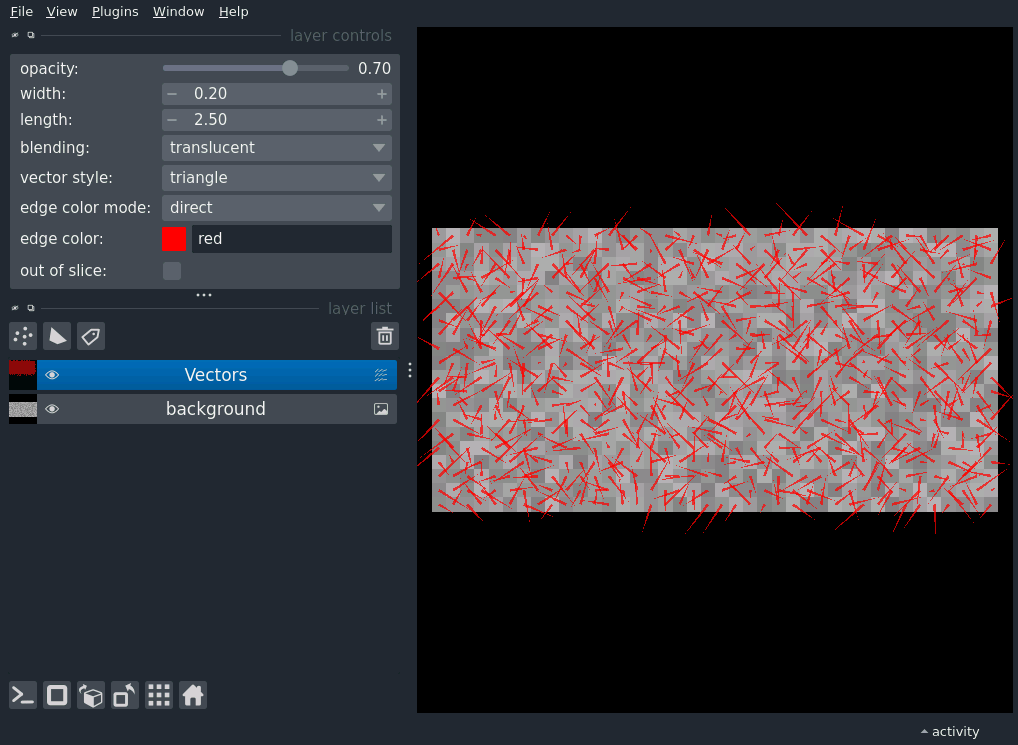 File View Plugins Window Help
layer controls
opacity: 0.70
width: 0.20
length: 2.50
blending: translucent
vector style: triangle
edge color mode: direct
edge color: red
out of slice:
layer list
Vectors
background
activity